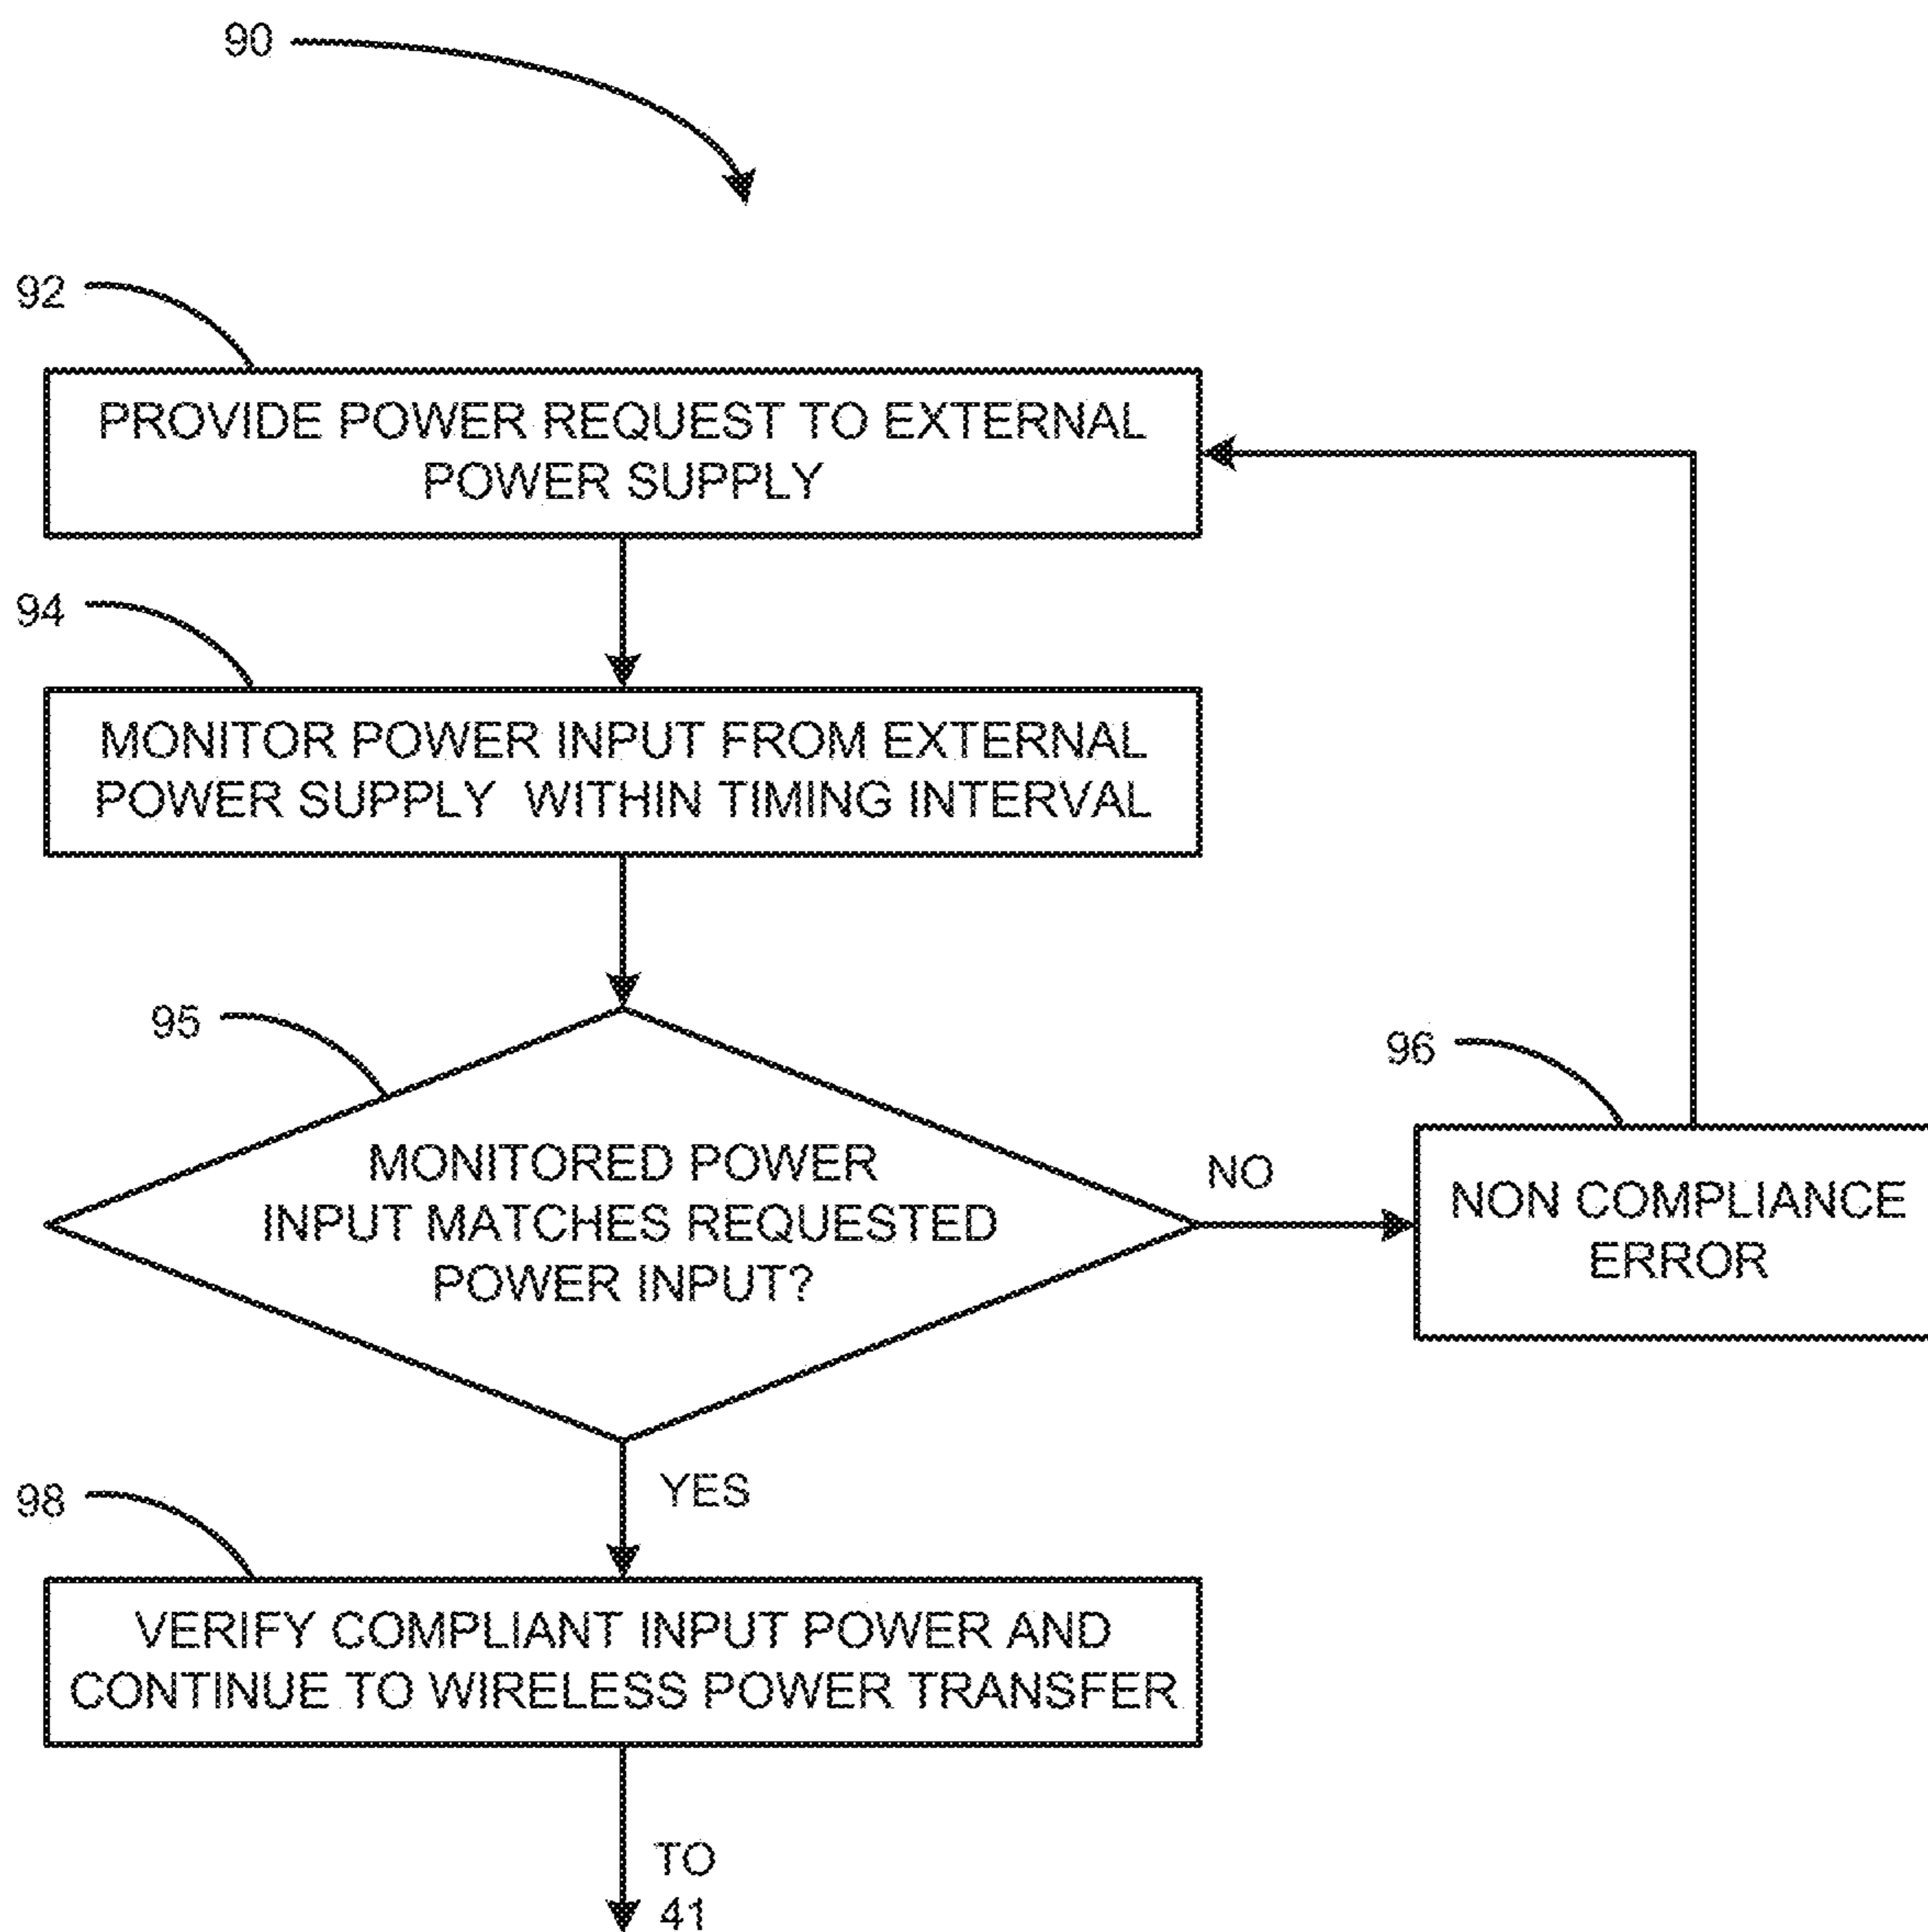 90
92
PROVIDE POWER REQUEST TO EXTERNAL
POWER SUPPLY
94
MONITOR POWER INPUT FROM EXTERNAL
POWER SUPPLY WITHIN TIMING INTERVAL
95
MONITORED POWER
INPUT MATCHES REQUESTED
POWER INPUT?
NO
96
NON COMPLIANCE
ERROR
YES
98
VERIFY COMPLIANT INPUT POWER AND
CONTINUE TO WIRELESS POWER TRANSFER
TO
41